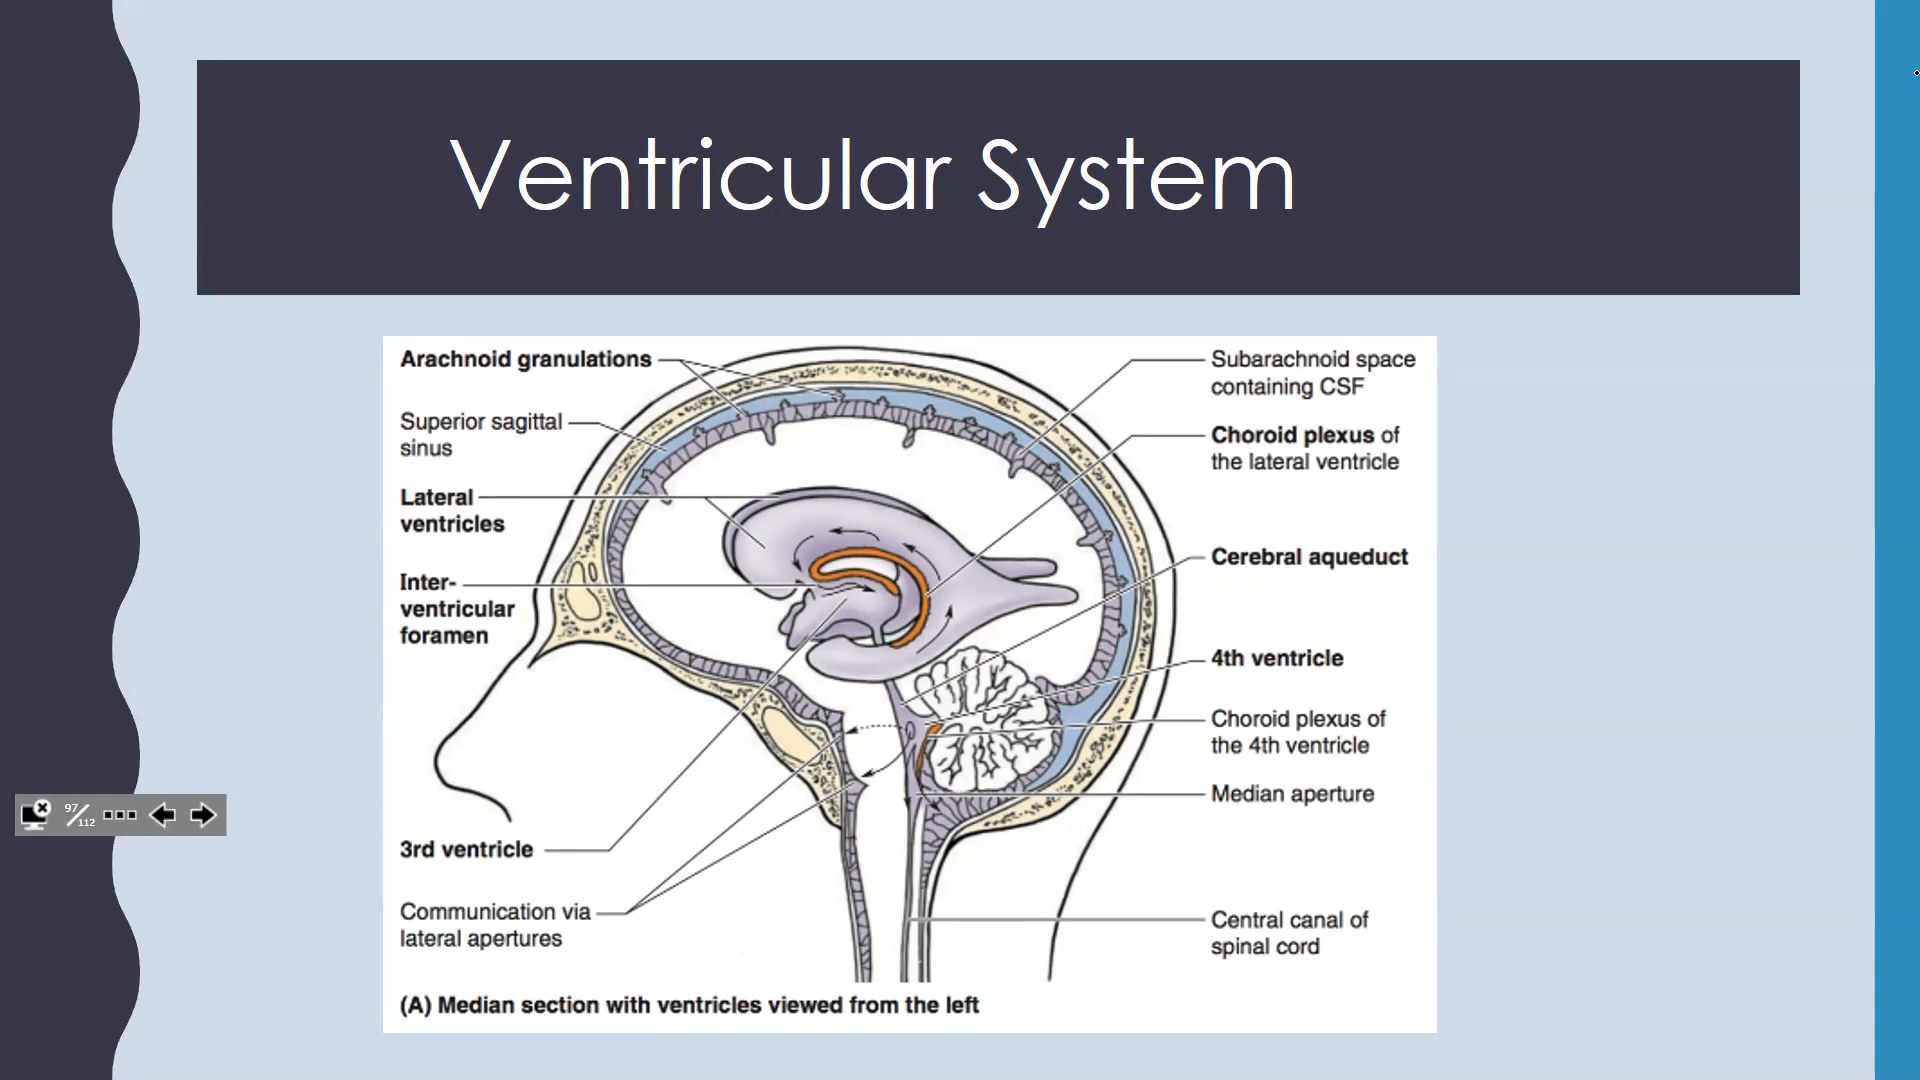 Ventricular System
Arachnoid granulations
Superior sagittal
sinus
Lateral
ventricles
Inter-
ventricular
foramen
3rd ventricle
Communication via
lateral apertures
Subarachnoid space
containing CSF
Choroid plexus of
the lateral ventricle
Cerebral aqueduct
4th ventricle
Choroid plexus of
the 4th ventricle
Median aperture
Central canal of
spinal cord
(A) Median section with ventricles viewed from the left
97/112